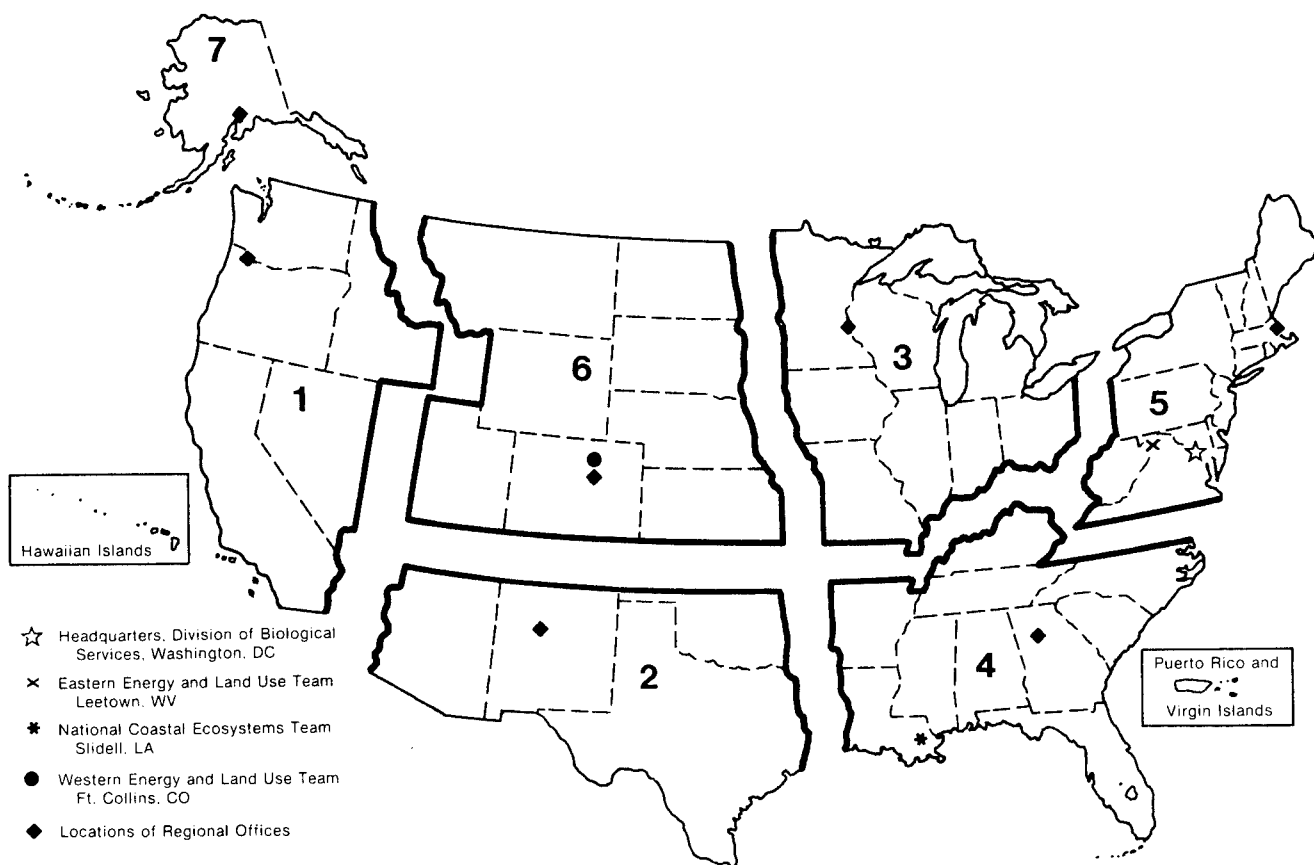 7
6
3
1
5
Hawaiian Islands
2
4
Headquarters, Division of Biological
Services, Washington, DC
Eastern Energy and Land Use Team
Leetown, WV
National Coastal Ecosystems Team
Slidell, LA
Western Energy and Land Use Team
Ft. Collins, CO
Locations of Regional Offices
Puerto Rico and
Virgin Islands